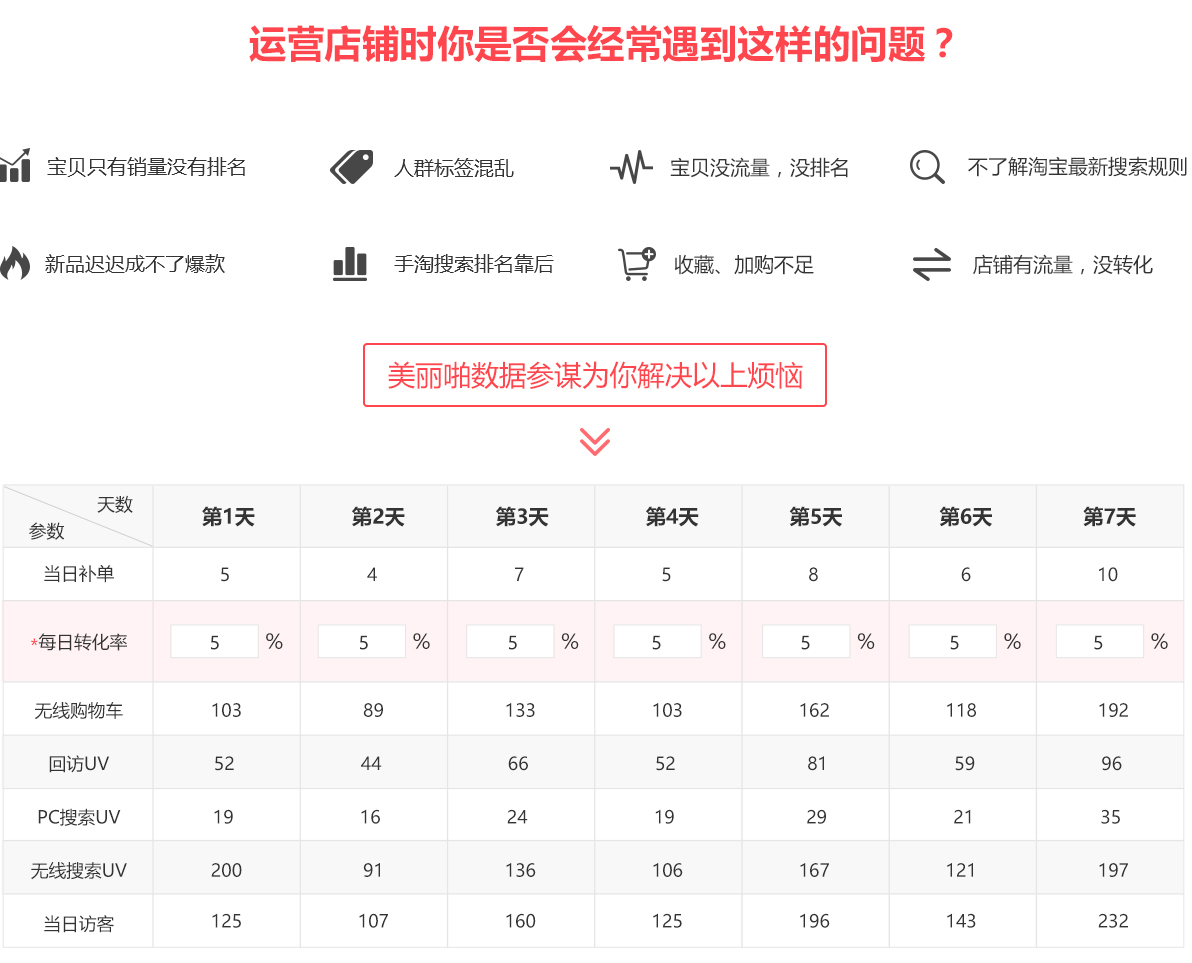 运营店铺时你是否会经常遇到这样的问题？
宝贝只有销量没有排名 人群标签混乱 宝贝没流量，没排名 不了解淘宝最新搜索规则
新品迟迟成不了爆款 手淘搜索排名靠后 收藏、加购不足 店铺有流量，没转化
美丽啪数据参谋为你解决以上烦恼
天数
参数 第1天 第2天 第3天 第4天 第5天 第6天 第7天
当日补单 5 4 7 5 8 6 10
*每日转化率 5 % 5 % 5 % 5 % 5 % 5 % 5 %
无线购物车 103 89 133 103 162 118 192
回访UV 52 44 66 52 81 59 96
PC搜索UV 19 16 24 19 29 21 35
无线搜索UV 200 91 136 106 167 121 197
当日访客 125 107 160 125 196 143 232